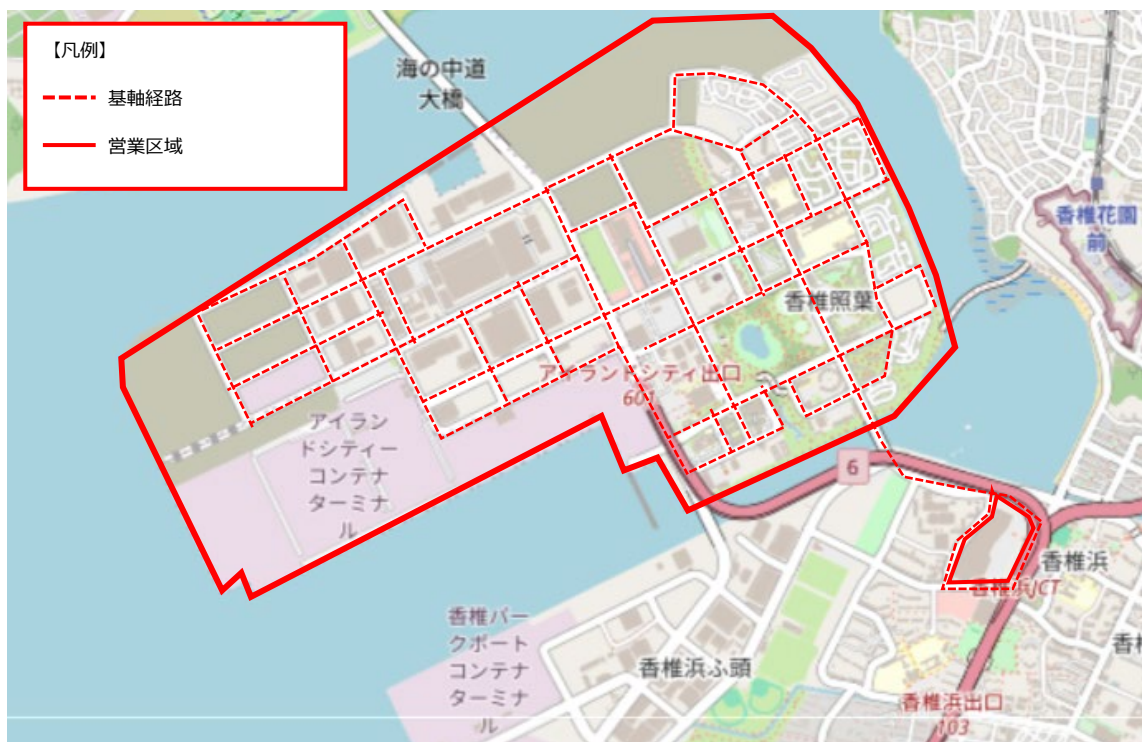 【凡例】
基軸経路
営業区域
海の中道
大橋
香椎花園
前
香椎照葉
アイランドシティ出口
601
アイラン
ドシティー
コンテナ
ターミナ
ル
6
香椎浜
香椎浜JCT
香椎パー
クポート
コンテナ
ターミナ
ル
香椎浜ふ頭
香椎
香椎浜出口
103